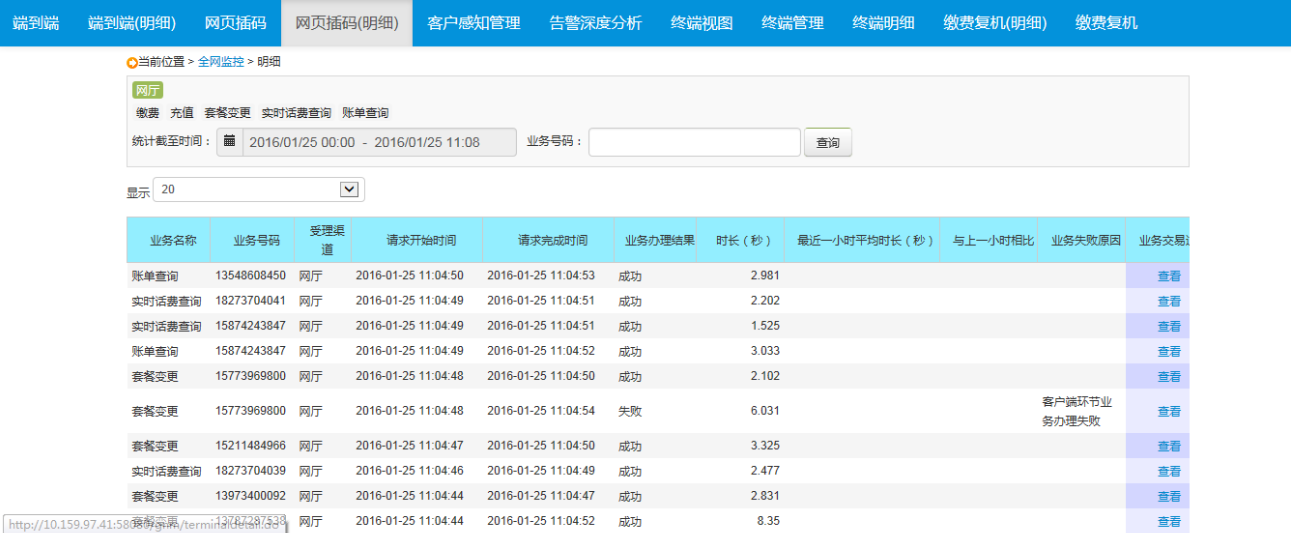 端到端 端到端(明细) 网页插码 网页插码(明细) 客户感知管理 告警深度分析 终端视图 终端管理 终端明细 缴费复机(明细) 缴费复机
当前位置 > 全网监控 > 明细
网厅
缴费 充值 套餐变更 实时话费查询 账单查询
统计截至时间： 2016/01/25 00:00 - 2016/01/25 11:08 业务号码： 查询
显示 20
业务名称 业务号码 受理渠道 请求开始时间 请求完成时间 业务办理结果 时长（秒） 最近一小时平均时长（秒） 与上一小时相比 业务失败原因 业务交易
账单查询 13548608450 网厅 2016-01-25 11:04:50 2016-01-25 11:04:53 成功 2.981 查看
实时话费查询 18273704041 网厅 2016-01-25 11:04:49 2016-01-25 11:04:51 成功 2.202 查看
实时话费查询 15874243847 网厅 2016-01-25 11:04:49 2016-01-25 11:04:51 成功 1.525 查看
账单查询 15874243847 网厅 2016-01-25 11:04:49 2016-01-25 11:04:52 成功 3.033 查看
套餐变更 15773969800 网厅 2016-01-25 11:04:48 2016-01-25 11:04:50 成功 2.102 查看
套餐变更 15773969800 网厅 2016-01-25 11:04:48 2016-01-25 11:04:54 失败 6.031 客户端环节业务办理失败 查看
套餐变更 15211484966 网厅 2016-01-25 11:04:47 2016-01-25 11:04:50 成功 3.325 查看
实时话费查询 18273704039 网厅 2016-01-25 11:04:46 2016-01-25 11:04:49 成功 2.477 查看
套餐变更 13973400092 网厅 2016-01-25 11:04:44 2016-01-25 11:04:47 成功 2.831 查看
套餐变更 13787287538 网厅 2016-01-25 11:04:44 2016-01-25 11:04:52 成功 8.35 查看